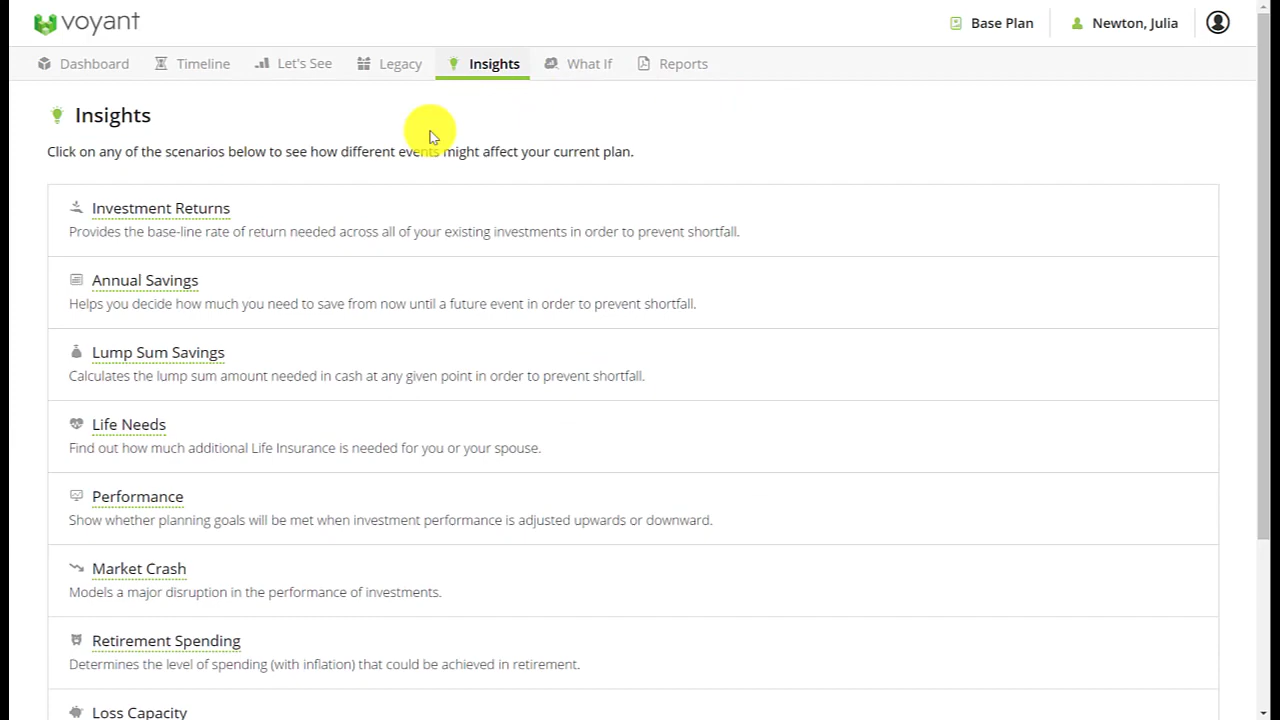 voyant
Base Plan
Newton, Julia
Dashboard
Timeline
Let's See
Legacy
Insights
What If
Reports
Insights
Click on any of the scenarios below to see how different events might affect your current plan.
Investment Returns
Provides the base-line rate of return needed across all of your existing investments in order to prevent shortfall.
Annual Savings
Helps you decide how much you need to save from now until a future event in order to prevent shortfall.
Lump Sum Savings
Calculates the lump sum amount needed in cash at any given point in order to prevent shortfall.
Life Needs
Find out how much additional Life Insurance is needed for you or your spouse.
Performance
Show whether planning goals will be met when investment performance is adjusted upwards or downward.
Market Crash
Models a major disruption in the performance of investments.
Retirement Spending
Determines the level of spending (with inflation) that could be achieved in retirement.
Loss Capacity